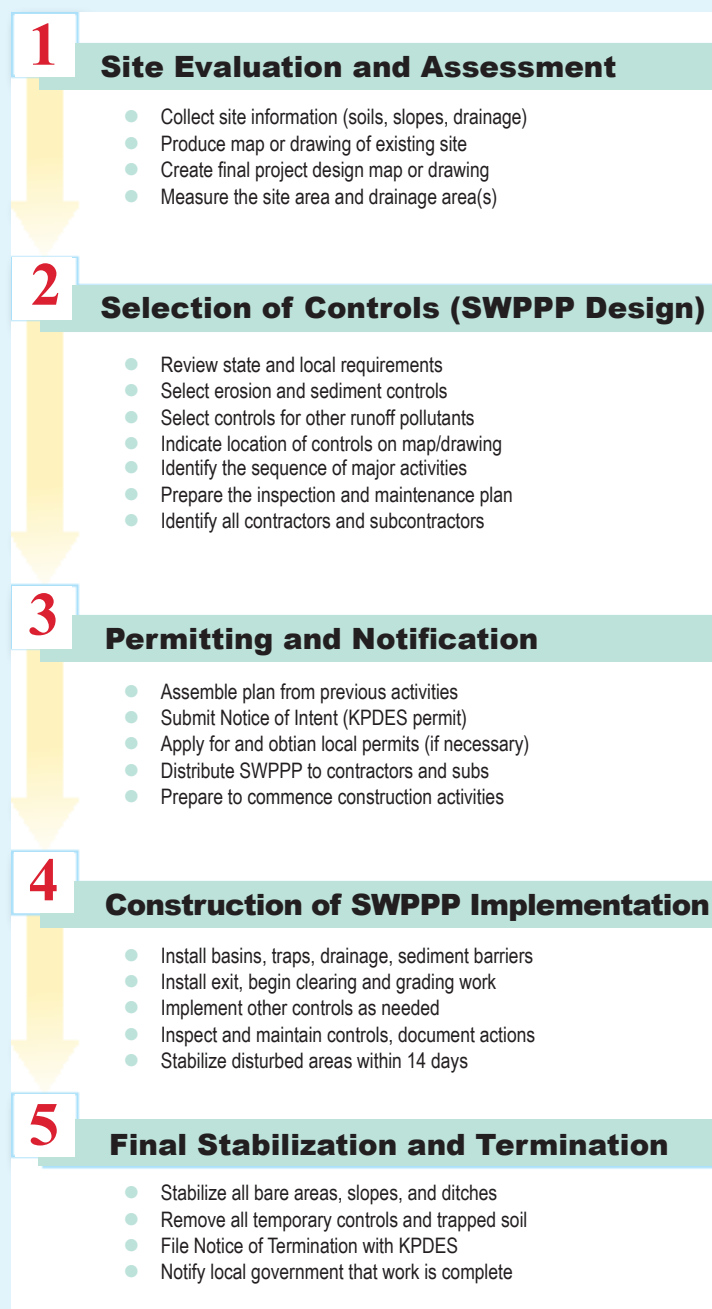 1
Site Evaluation and Assessment
Collect site information (soils, slopes, drainage)
Produce map or drawing of existing site
Create final project design map or drawing
Measure the site area and drainage area(s)
2
Selection of Controls (SWPPP Design)
Review state and local requirements
Select erosion and sediment controls
Select controls for other runoff pollutants
Indicate location of controls on map/drawing
Identify the sequence of major activities
Prepare the inspection and maintenance plan
Identify all contractors and subcontractors
3
Permitting and Notification
Assemble plan from previous activities
Submit Notice of Intent (KPDES permit)
Apply for and obtian local permits (if necessary)
Distribute SWPPP to contractors and subs
Prepare to commence construction activities
4
Construction of SWPPP Implementation
Install basins, traps, drainage, sediment barriers
Install exit, begin clearing and grading work
Implement other controls as needed
Inspect and maintain controls, document actions
Stabilize disturbed areas within 14 days
5
Final Stabilization and Termination
Stabilize all bare areas, slopes, and ditches
Remove all temporary controls and trapped soil
File Notice of Termination with KPDES
Notify local government that work is complete